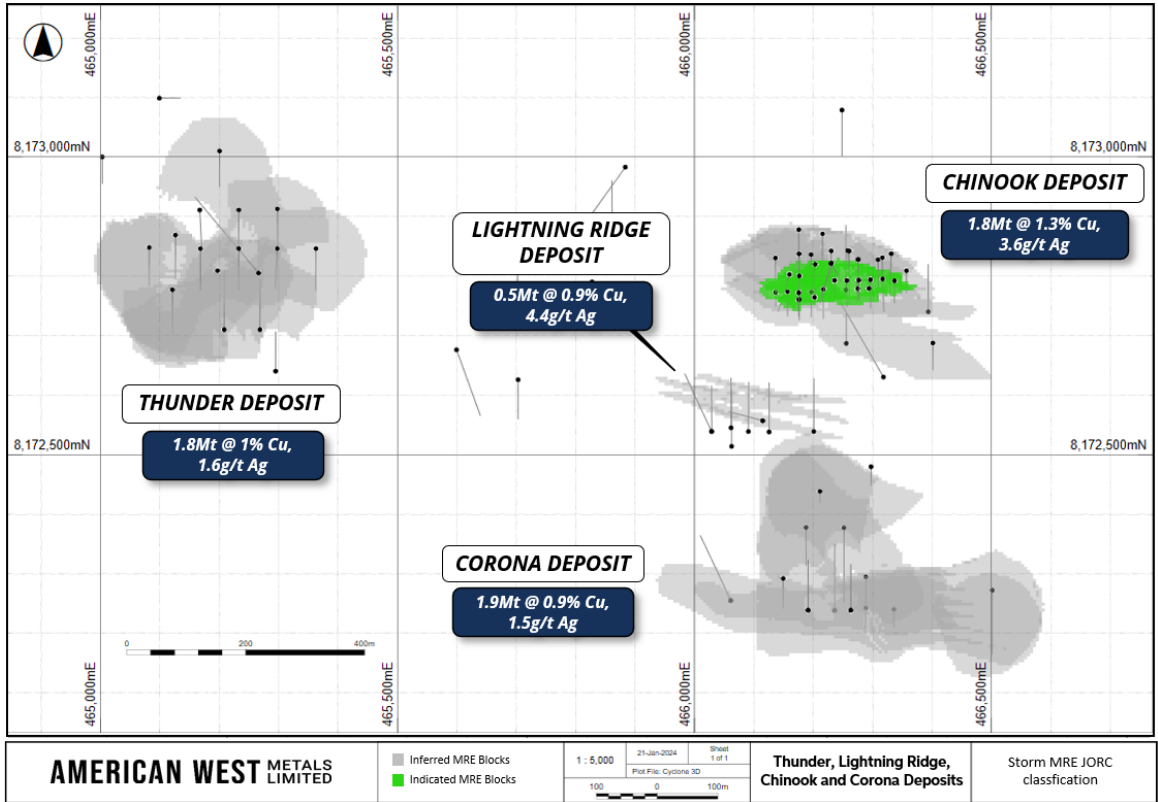 465,000mE
465,500mE
466,000mE
466,500mE
8,173,000mN
8,173,000mN
CHINOOK DEPOSIT
1.8Mt @ 1.3% Cu,
3.6g/t Ag
LIGHTNING RIDGE
DEPOSIT
0.5Mt @ 0.9% Cu,
4.4g/t Ag
THUNDER DEPOSIT
1.8Mt @ 1% Cu,
1.6g/t Ag
8,172,500mN
8,172,500mN
CORONA DEPOSIT
1.9Mt @ 0.9% Cu,
1.5g/t Ag
0
200
400m
465,000mE
465,500mE
466,000mE
466,500mE
AMERICAN WEST METALS
LIMITED
Inferred MRE Blocks
Indicated MRE Blocks
1 : 5,000
21-Jan-2024
Sheet
1 of 1
Plot File: Cyclone 3D
100
0
100m
Thunder, Lightning Ridge,
Chinook and Corona Deposits
Storm MRE JORC
classfication